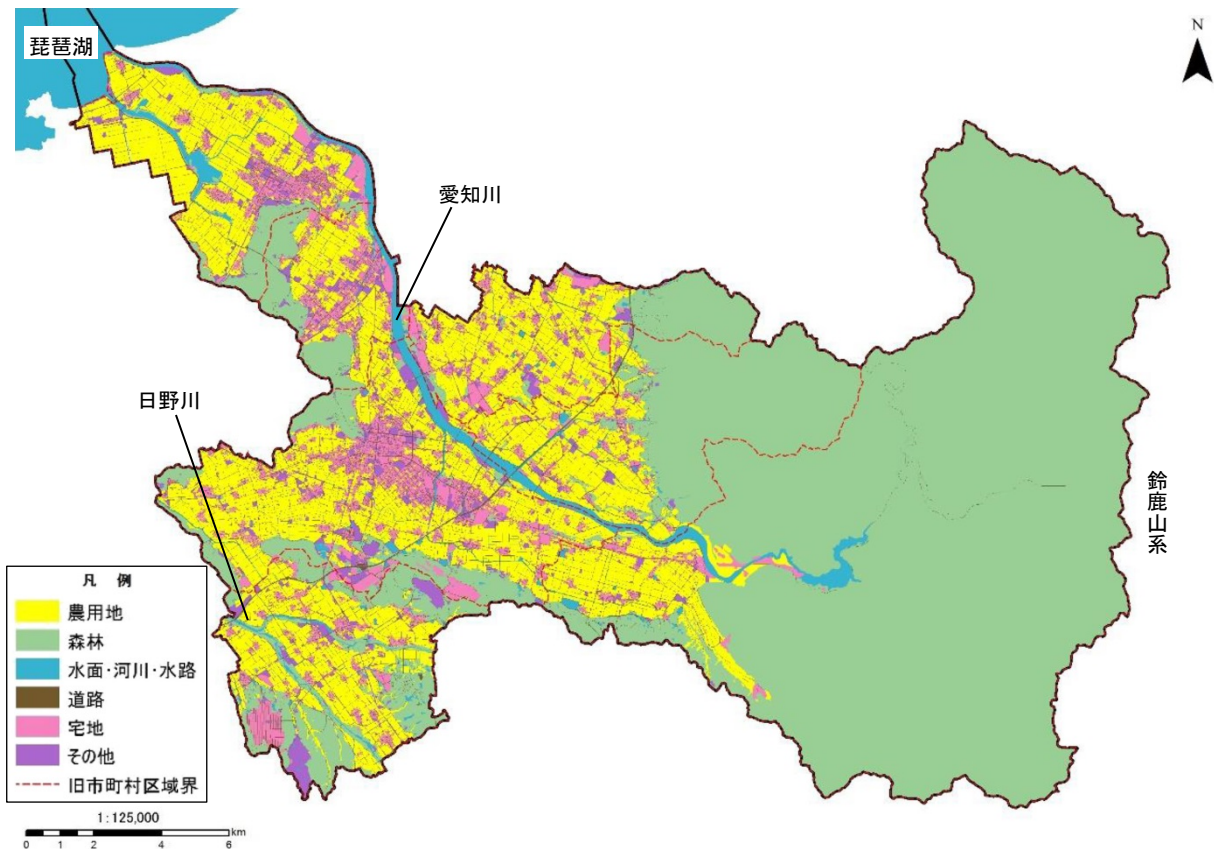 琵琶湖
N
愛知川
日野川
鈴鹿山系
凡 例
農用地
森林
水面・河川・水路
道路
宅地
その他
旧市町村区域界
1:125,000
0 1 2 4 6 km